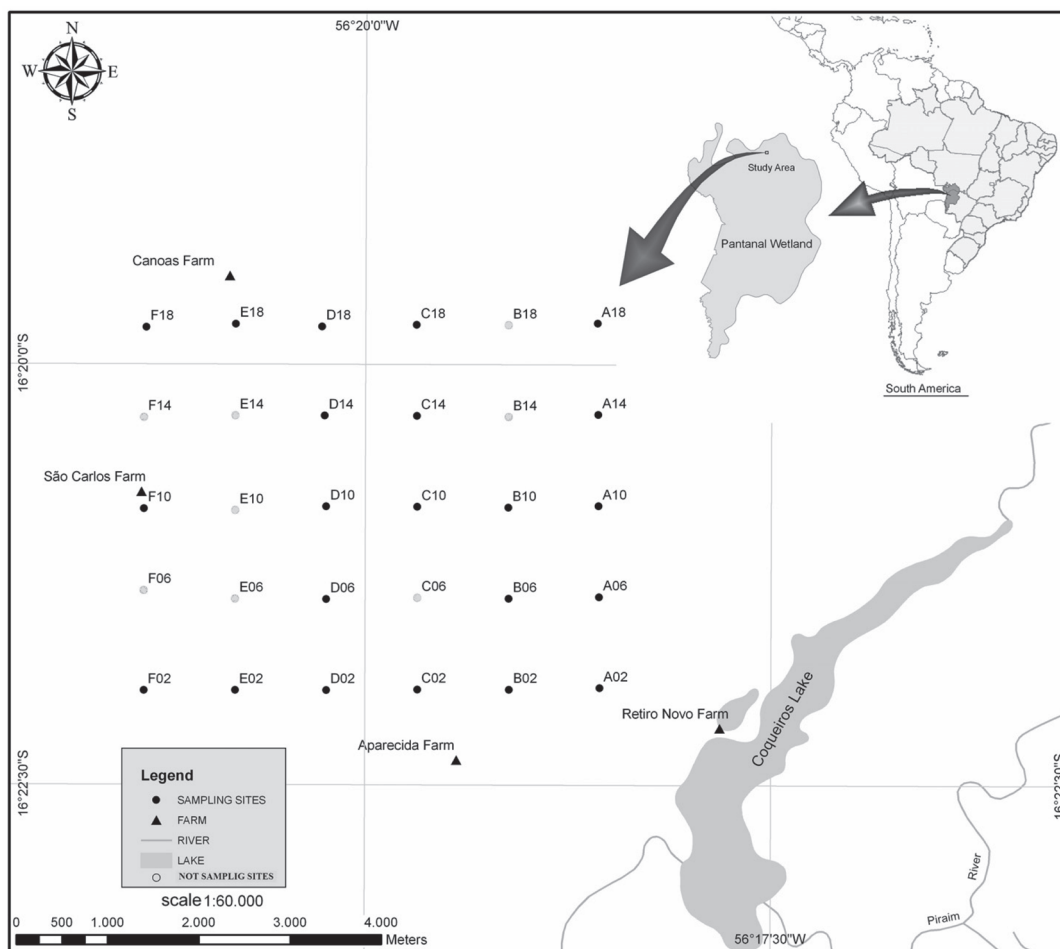 56°20'0"W
N
W E
S
Study Area
Pantanal Wetland
South America
Canoas Farm
F18 E18 D18 C18 B18 A18
16°20'0"S
F14 E14 D14 C14 B14 A14
São Carlos Farm
F10 E10 D10 C10 B10 A10
F06 E06 D06 C06 B06 A06
F02 E02 D02 C02 B02 A02
Retiro Novo Farm
Coqueiros Lake
Aparecida Farm
16°22'30"S
16°22'30"S
Legend
SAMPLING SITES
FARM
RIVER
LAKE
NOT SAMPLIG SITES
scale 1:60.000
0 500 1.000 2.000 3.000 4.000
Meters
River
Piraim
56°17'30"W